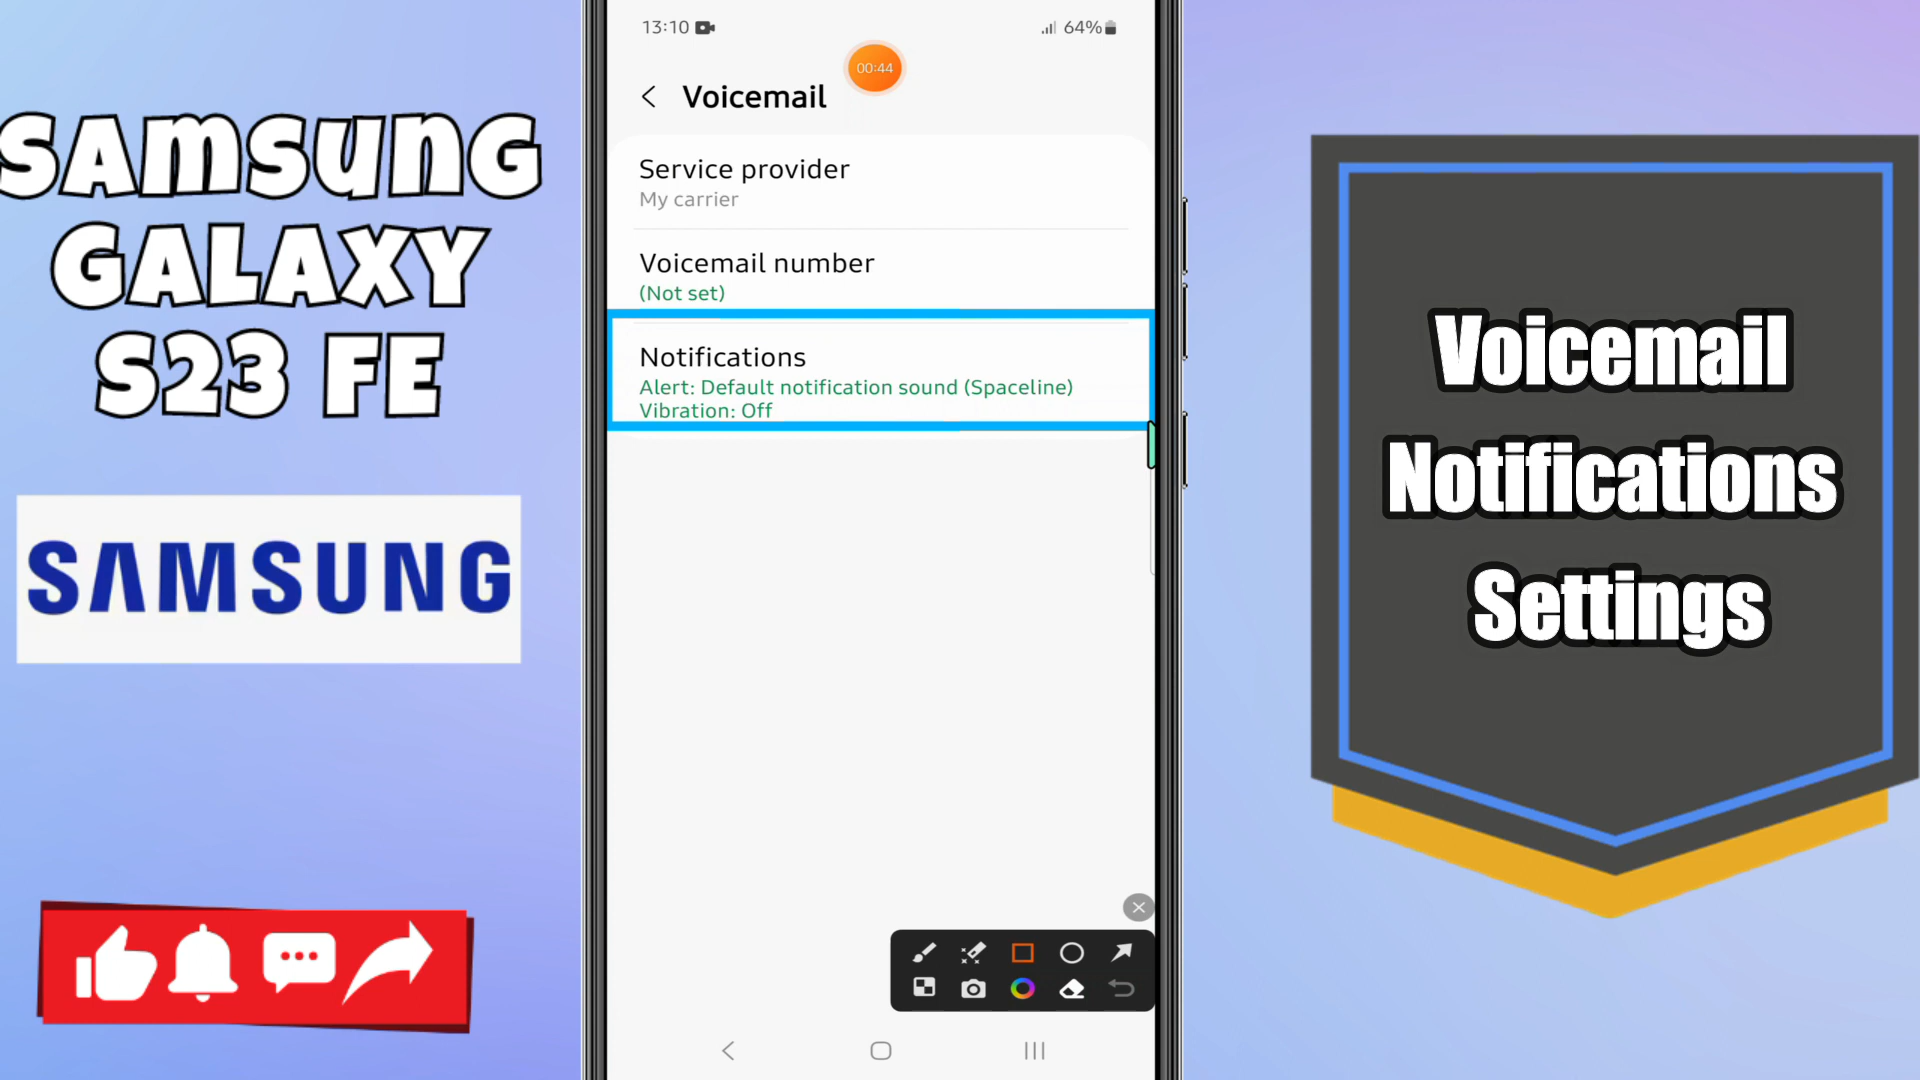 SAMSUNG
GALAXY
S23 FE
SAMSUNG
13:10
64%
00:44
Voicemail
Service provider
My carrier
Voicemail number
(Not set)
Notifications
Alert: Default notification sound (Spaceline)
Vibration: Off
Voicemail
Notifications
Settings